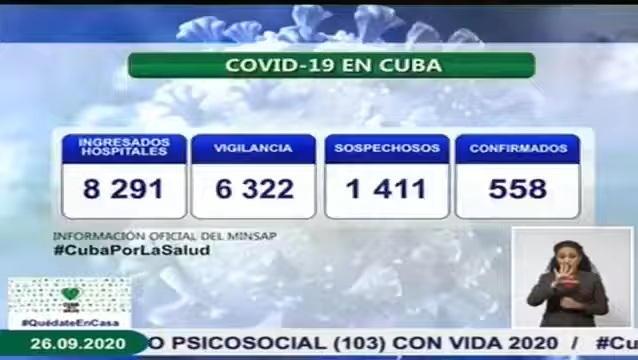 COVID-19 EN CUBA
INGRESADOS
HOSPITALES
8 291
VIGILANCIA
6 322
SOSPECHOSOS
1 411
CONFIRMADOS
558
INFORMACIÓN OFICIAL DEL MINSAP
#CubaPorLaSalud
#QuédateEnCasa
26.09.2020
O PSICOSOCIAL (103) CON VIDA 2020 / #Cu